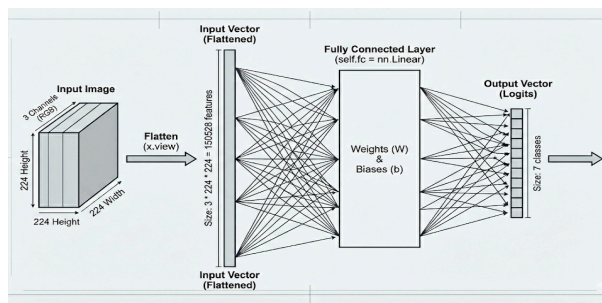 Input Image
3 Channels
(RGB)
224 Height
224 Height
224 Width
Flatten
(x.view)
Input Vector
(Flattened)
Size: 3 * 224 * 224 = 150528 features
Input Vector
(Flattened)
Fully Connected Layer
(self.fc = nn.Linear)
Weights (W)
&
Biases (b)
Output Vector
(Logits)
Size: 7 classes